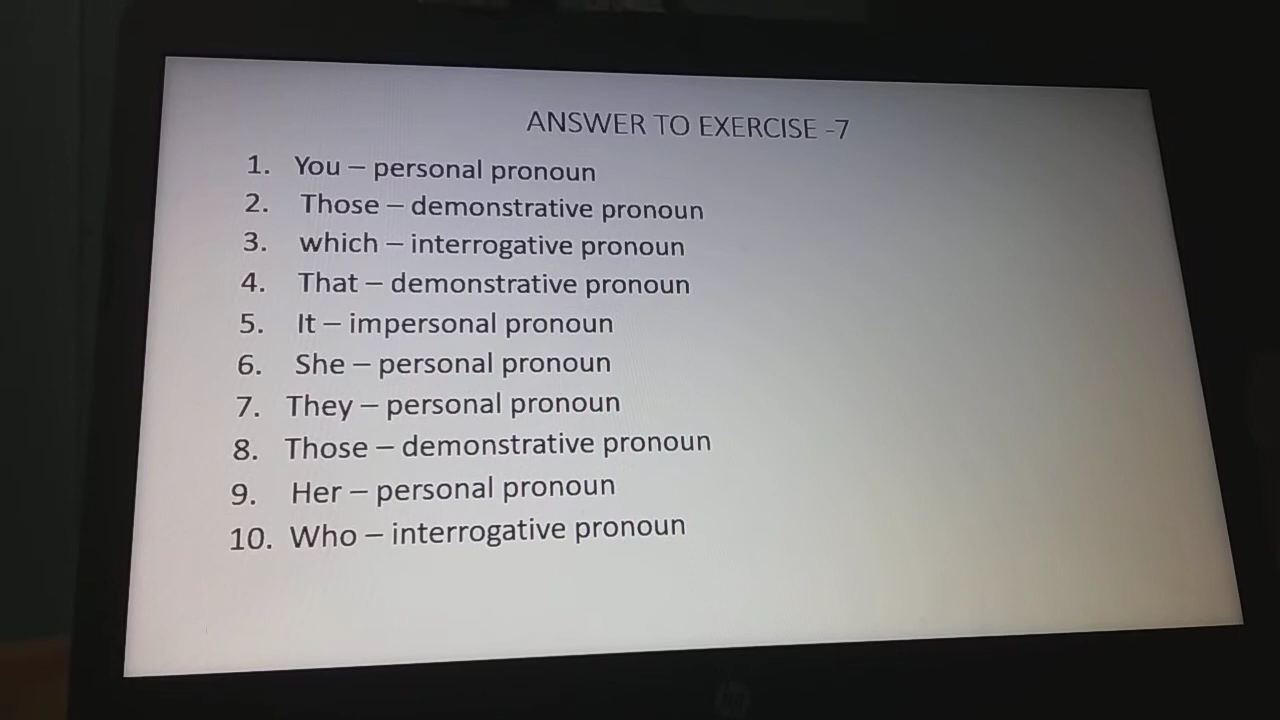 ANSWER TO EXERCISE -7
1. You – personal pronoun
2. Those – demonstrative pronoun
3. which – interrogative pronoun
4. That – demonstrative pronoun
5. It – impersonal pronoun
6. She – personal pronoun
7. They – personal pronoun
8. Those – demonstrative pronoun
9. Her – personal pronoun
10. Who – interrogative pronoun
hp